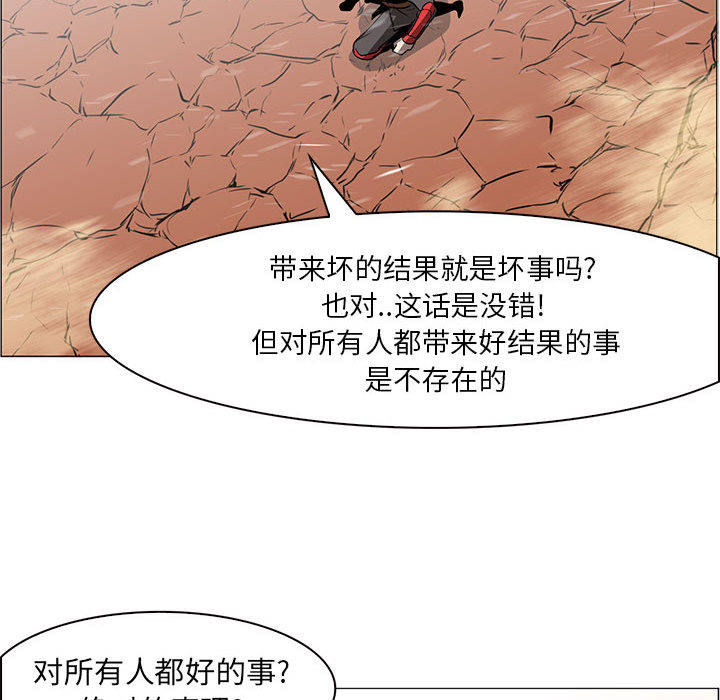 带来坏的结果就是坏事吗?
也对..这话是没错!
但对所有人都带来好结果的事
是不存在的
对所有人都好的事?